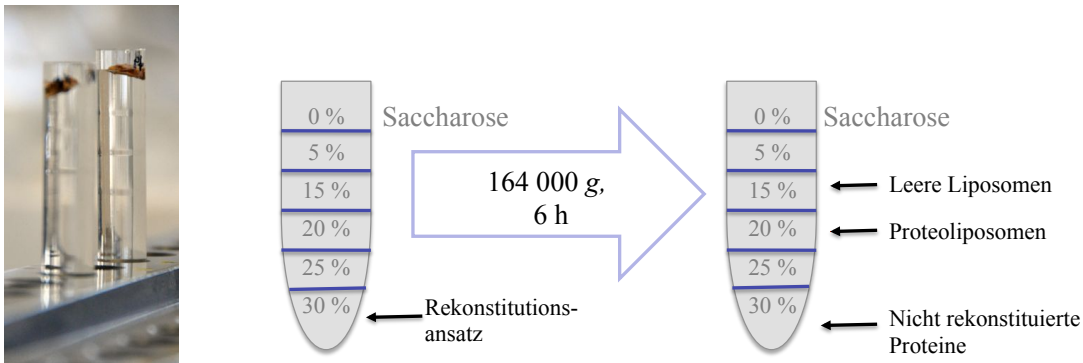 0 %
Saccharose
5 %
15 %
20 %
25 %
30 %
Rekonstitutions-
ansatz
164 000 g,
6 h
0 %
Saccharose
5 %
15 %
20 %
25 %
30 %
Leere Liposomen
Proteoliposomen
Nicht rekonstituierte
Proteine